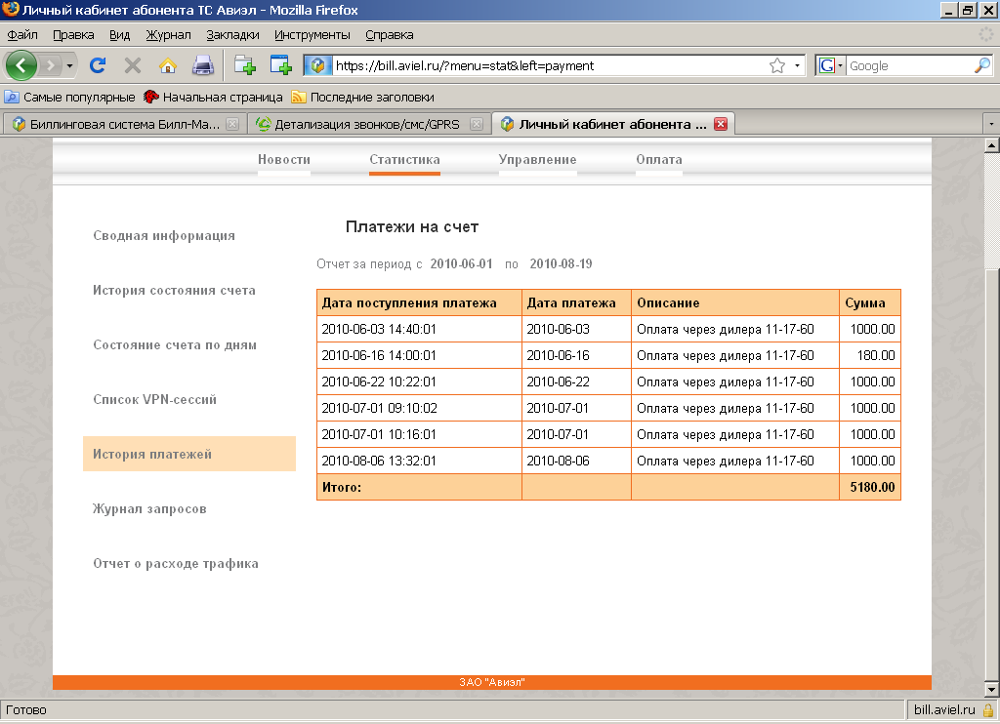 Личный кабинет абонента ТС Авиэл - Mozilla Firefox
Файл Правка Вид Журнал Закладки Инструменты Справка
https://bill.aviel.ru/?menu=stat&left=payment
Google
Самые популярные Начальная страница Последние заголовки
Биллинговая система Билл-Ма... Детализация звонков/смс/GPRS Личный кабинет абонента ...
Новости Статистика Управление Оплата
Сводная информация
История состояния счета
Состояние счета по дням
Список VPN-сессий
История платежей
Журнал запросов
Отчет о расходе трафика
Платежи на счет
Отчет за период с 2010-06-01 по 2010-08-19
Дата поступления платежа Дата платежа Описание Сумма
2010-06-03 14:40:01 2010-06-03 Оплата через дилера 11-17-60 1000.00
2010-06-16 14:00:01 2010-06-16 Оплата через дилера 11-17-60 180.00
2010-06-22 10:22:01 2010-06-22 Оплата через дилера 11-17-60 1000.00
2010-07-01 09:10:02 2010-07-01 Оплата через дилера 11-17-60 1000.00
2010-07-01 10:16:01 2010-07-01 Оплата через дилера 11-17-60 1000.00
2010-08-06 13:32:01 2010-08-06 Оплата через дилера 11-17-60 1000.00
Итого: 5180.00
ЗАО "Авиэл"
Готово bill.aviel.ru